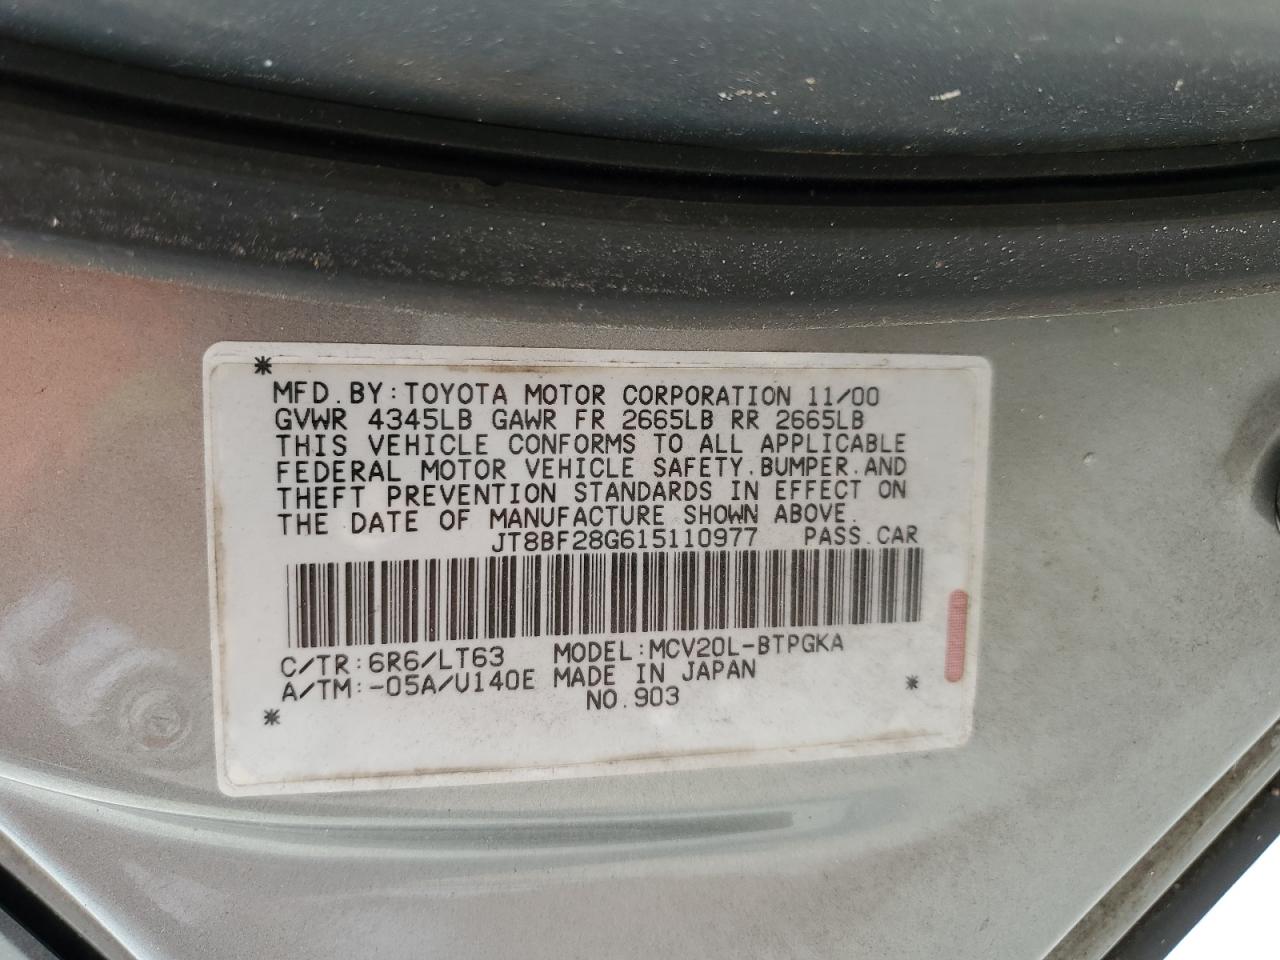 *
MFD.BY:TOYOTA MOTOR CORPORATION 11/00
GVWR 4345LB GAWR FR 2665LB RR 2665LB
THIS VEHICLE CONFORMS TO ALL APPLICABLE
FEDERAL MOTOR VEHICLE SAFETY.BUMPER.AND
THEFT PREVENTION STANDARDS IN EFFECT ON
THE DATE OF MANUFACTURE SHOWN ABOVE.
JT8BF28G615110977 PASS.CAR
C/TR:6R6/LT63 MODEL:MCV20L-BTPGKA
A/TM:-05A/U140E MADE IN JAPAN
NO.903 *
*